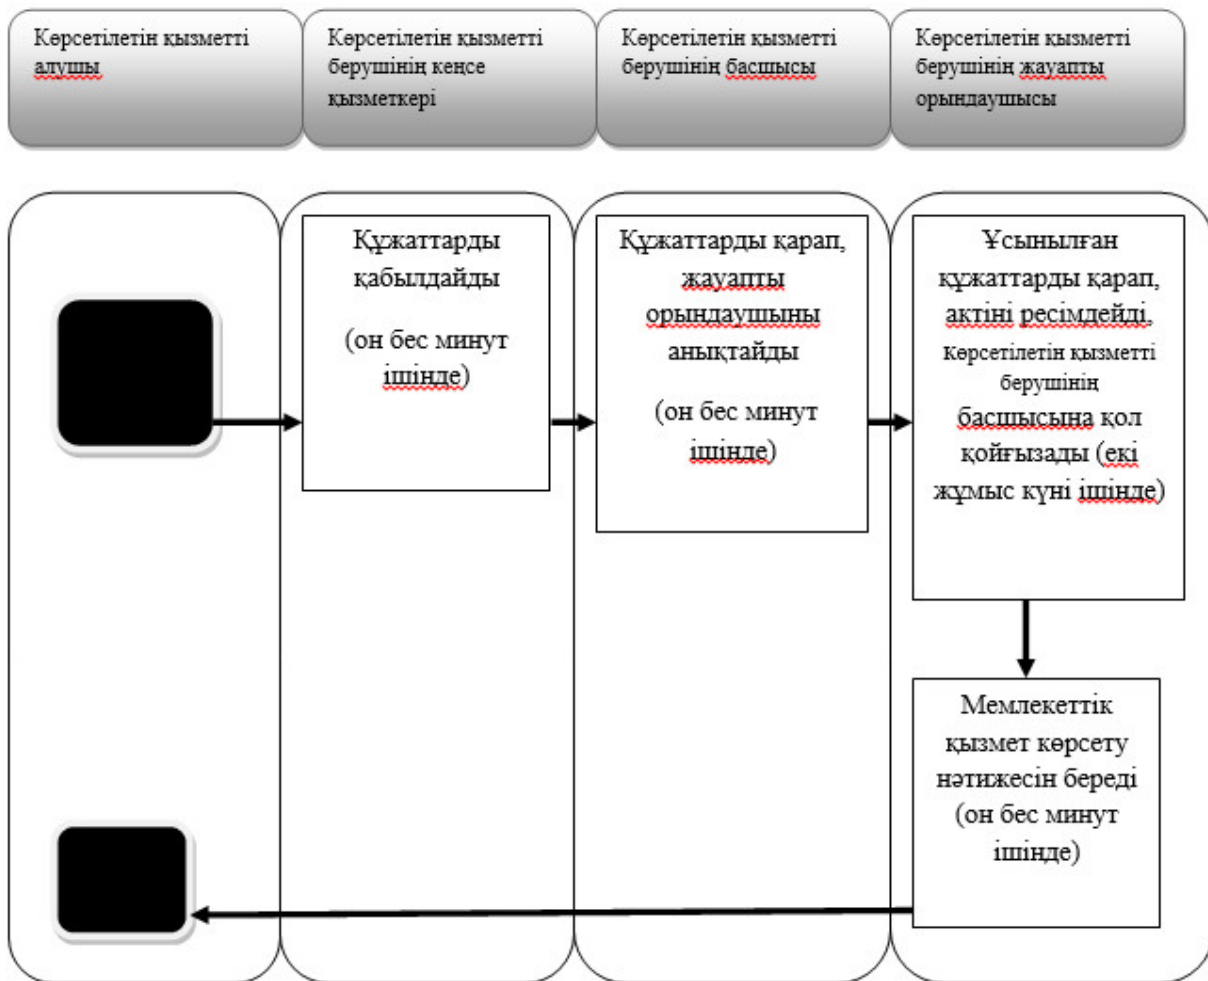 Көрсетілетін қызметті
алушы
Көрсетілетін қызметті
берушінің кеңсе
қызметкері
Көрсетілетін қызметті
берушінің басшысы
Көрсетілетін қызметті
берушінің жауапты
орындаушысы
Құжаттарды
қабылдайды
(он бес минут
ішінде)
Құжаттарды қарап,
жауапты
орындаушыны
анықтайды
(он бес минут
ішінде)
Ұсынылған
құжаттарды қарап,
актіні ресімдейді,
көрсетілетін қызметті
берушінің
басшысына қол
қойғызады (екі
жұмыс күні ішінде)
Мемлекеттік
қызмет көрсету
нәтижесін береді
(он бес минут
ішінде)